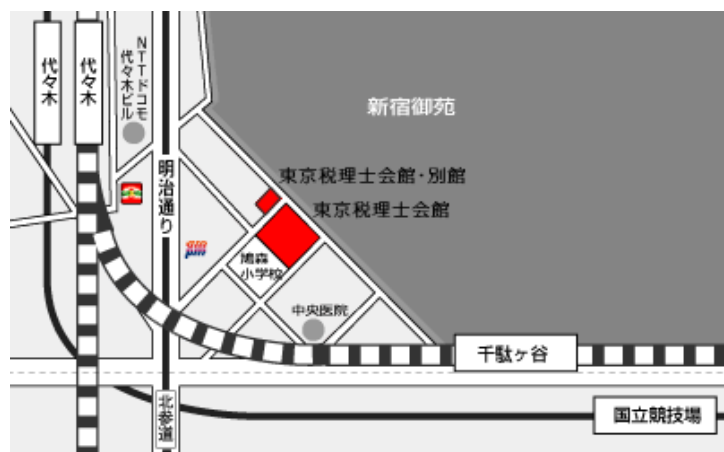 代々木
代々木
NTTドコモ
代々木ビル
新宿御苑
明治通り
東京税理士会館・別館
東京税理士会館
am
pm
鳩森
小学校
中央医院
千駄ヶ谷
北参道
国立競技場